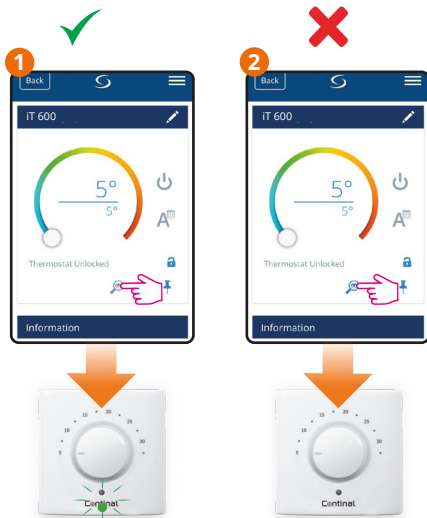 1
Back
iT 600
5°
5°
A
Thermostat Unlocked
Information
15 20
10 25
5 30
Continal
2
Back
iT 600
5°
5°
A
Thermostat Unlocked
Information
15 20
10 25
5 30
Continal